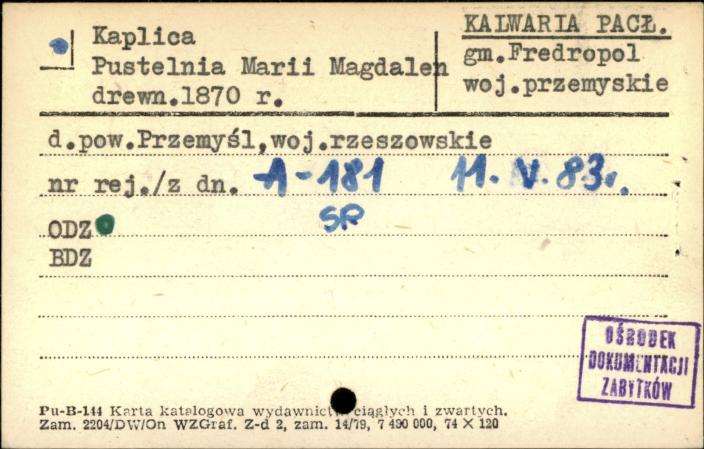 Kaplica
Pustelnia Marii Magdalen
drewn.1870 r.
KALWARIA PACŁ.
gm.Fredropol
woj.przemyskie
d.pow.Przemyśl,woj.rzeszowskie
nr rej./z dn. A-181 11. V. 83r.
ODZ SR
BDZ
OŚRODEK
DOKUMENTACJI
ZABYTKÓW
Pu-B-144 Karta katalogowa wydawnictw ciągłych i zwartych.
Zam. 2204/DW/On WZGraf. Z-d 2, zam. 14/79, 7 490 000, 74 X 120